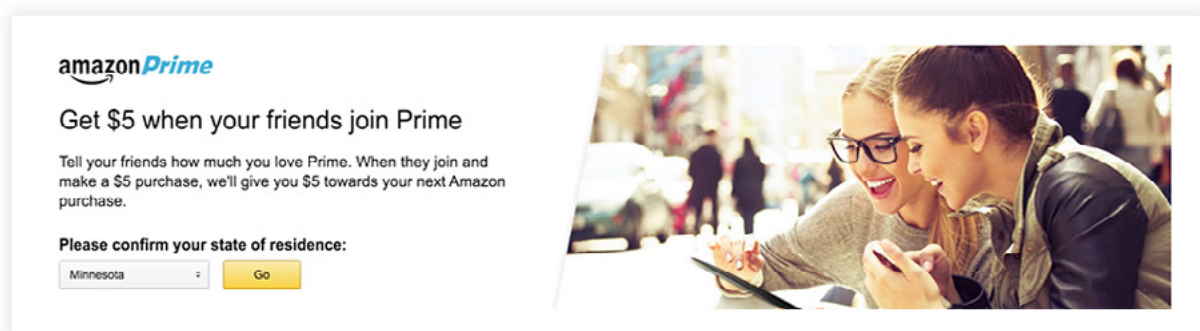 amazonPrime
Get $5 when your friends join Prime
Tell your friends how much you love Prime. When they join and
make a $5 purchase, we'll give you $5 towards your next Amazon
purchase.
Please confirm your state of residence:
Minnesota
Go